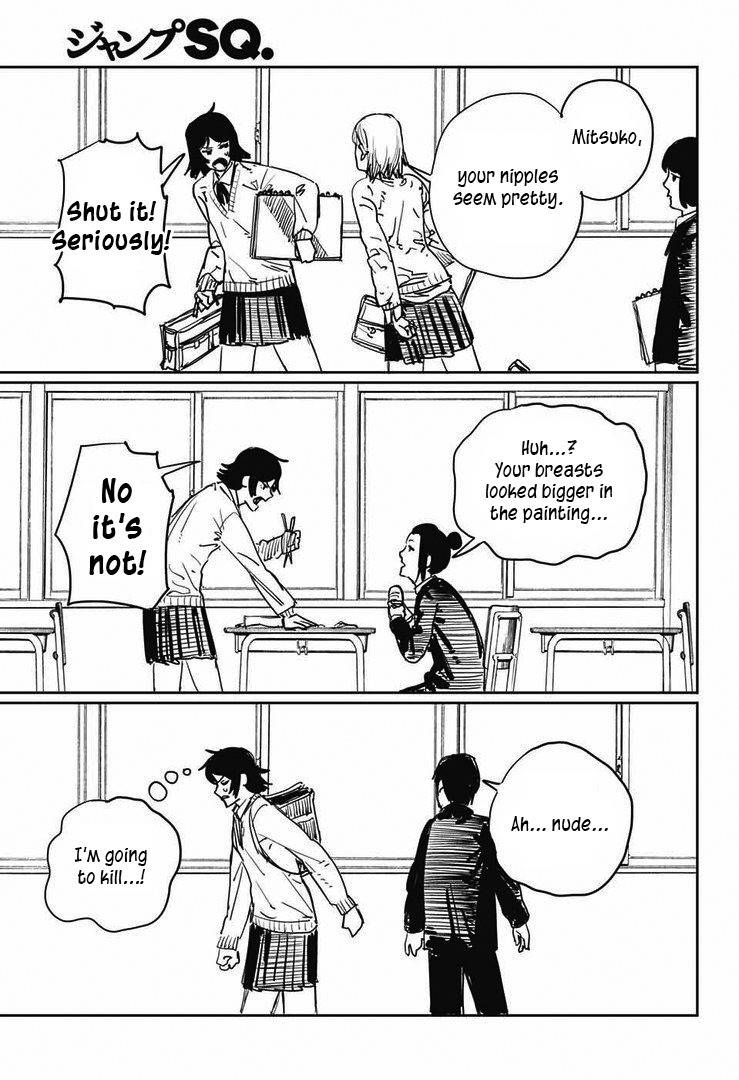 ジャンプSQ.
Mitsuko,
your nipples
seem pretty.
Shut it!
Seriously!
Huh...?
Your breasts
looked bigger in
the painting...
No
it's
not!
Ah... nude...
I'm going
to kill...!